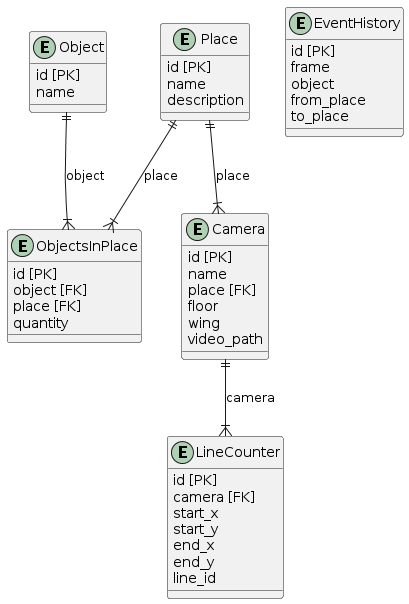 E Object
id [PK]
name
E Place
id [PK]
name
description
E EventHistory
id [PK]
frame
object
from_place
to_place
object
place
place
E ObjectsInPlace
id [PK]
object [FK]
place [FK]
quantity
E Camera
id [PK]
name
place [FK]
floor
wing
video_path
camera
E LineCounter
id [PK]
camera [FK]
start_x
start_y
end_x
end_y
line_id